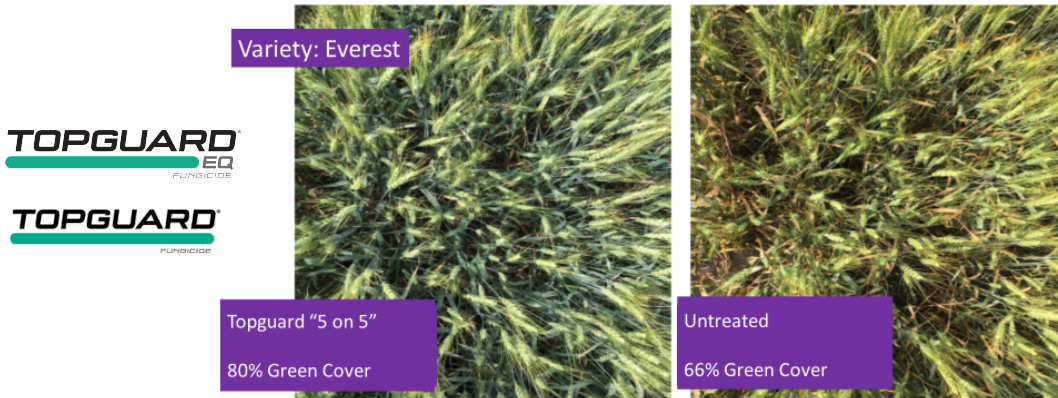 Variety: Everest
TOPGUARD®
EQ
FUNGICIDE
TOPGUARD®
FUNGICIDE
Topguard “5 on 5”
80% Green Cover
Untreated
66% Green Cover